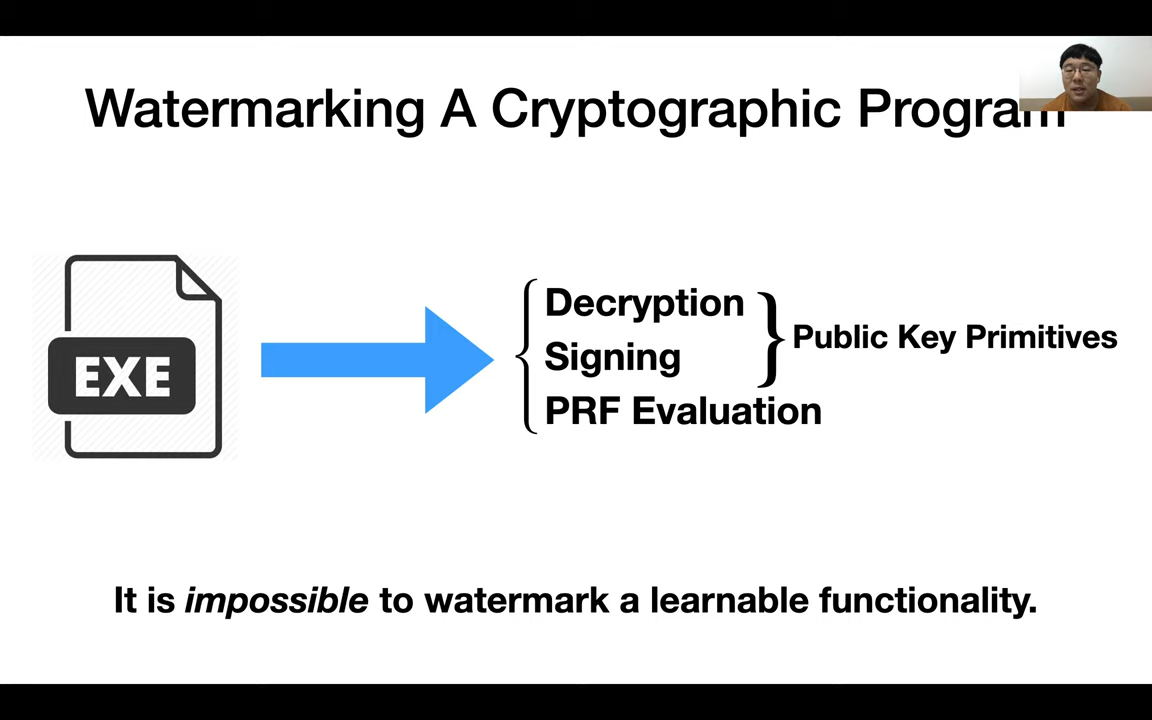 Watermarking A Cryptographic Program
EXE
Decryption
Signing
PRF Evaluation
Public Key Primitives
It is impossible to watermark a learnable functionality.